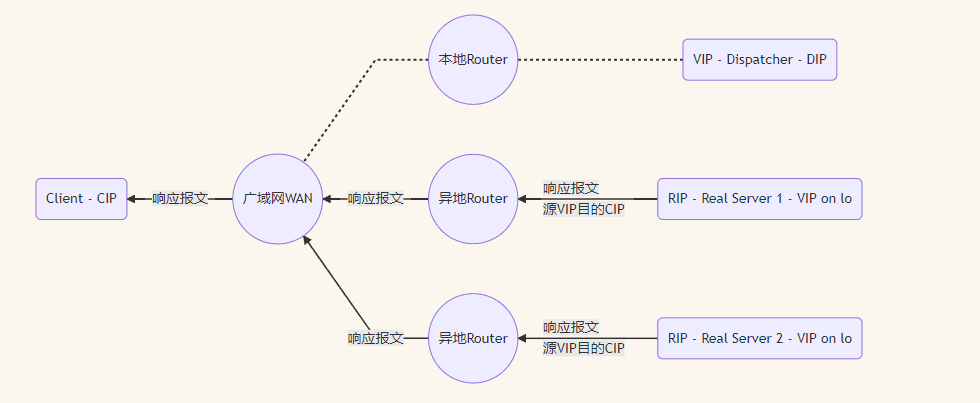 本地Router
VIP - Dispatcher - DIP
Client - CIP
响应报文
广域网WAN
响应报文
异地Router
响应报文
源VIP目的CIP
RIP - Real Server 1 - VIP on lo
响应报文
异地Router
响应报文
源VIP目的CIP
RIP - Real Server 2 - VIP on lo